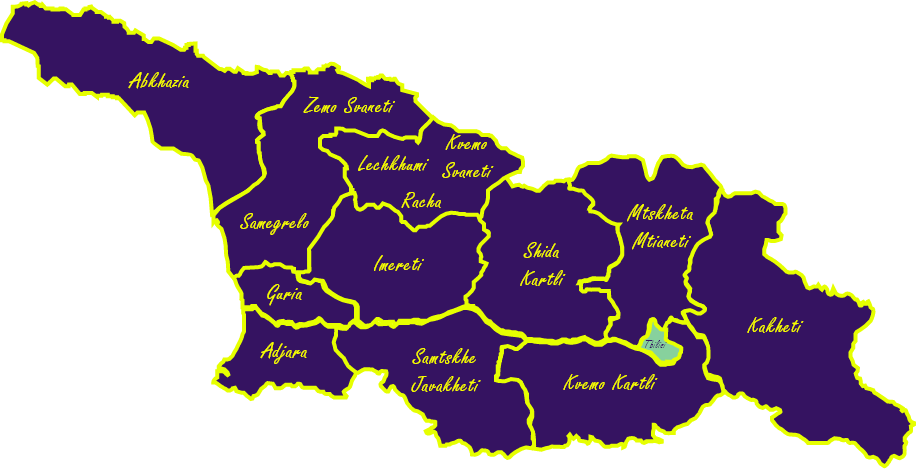 Abkhazia
Zemo Svaneti
Kvemo
Svaneti
Lechkhumi
Racha
Samegrelo
Mtskheta
Mtianeti
Imereti
Shida
Kartli
Guria
Kakheti
Adjara
Samtskhe
Javakheti
Kvemo Kartli